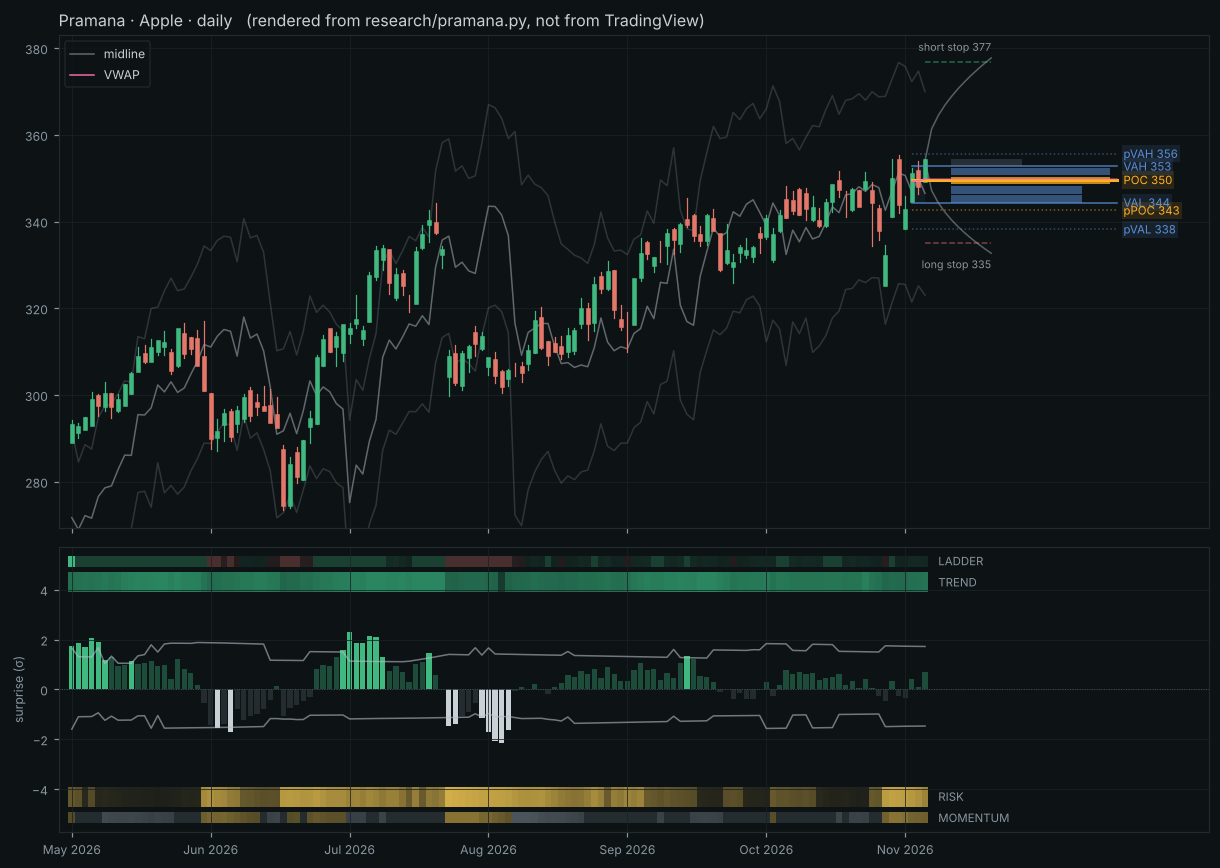 Pramana · Apple · daily (rendered from research/pramana.py, not from TradingView)
midline
VWAP
380
360
340
320
300
280
short stop 377
pVAH 356
VAH 353
POC 350
VAL 344
pPOC 343
pVAL 338
long stop 335
LADDER
TREND
4
2
0
−2
−4
surprise (σ)
RISK
MOMENTUM
May 2026 Jun 2026 Jul 2026 Aug 2026 Sep 2026 Oct 2026 Nov 2026